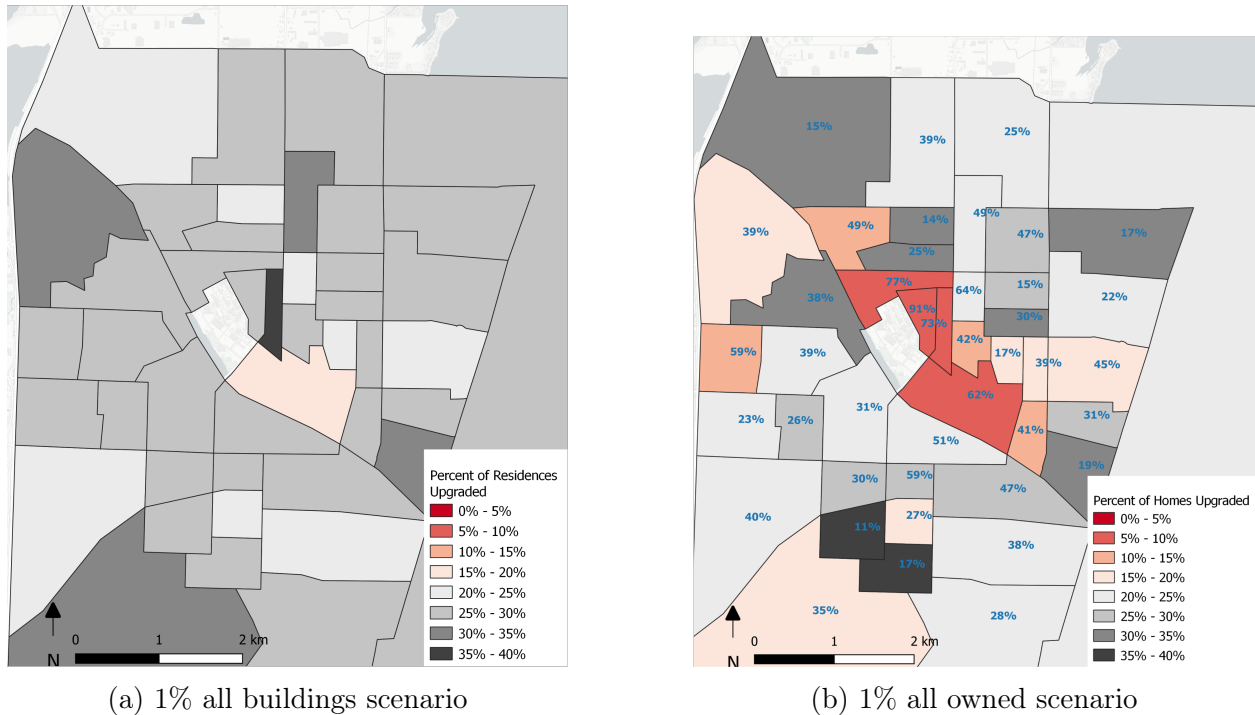 Percent of Residences
Upgraded
0% - 5%
5% - 10%
10% - 15%
15% - 20%
20% - 25%
25% - 30%
30% - 35%
35% - 40%
0 1 2 km
N
(a) 1% all buildings scenario
15%
39%
25%
39%
49%
14%
49%
47%
17%
25%
77%
38%
64%
15%
22%
91%
73%
30%
59%
39%
42%
17%
39%
45%
62%
23%
26%
31%
41%
31%
51%
19%
30%
59%
47%
40%
11%
27%
38%
17%
35%
28%
Percent of Homes Upgraded
0% - 5%
5% - 10%
10% - 15%
15% - 20%
20% - 25%
25% - 30%
30% - 35%
35% - 40%
0 1 2 km
N
(b) 1% all owned scenario